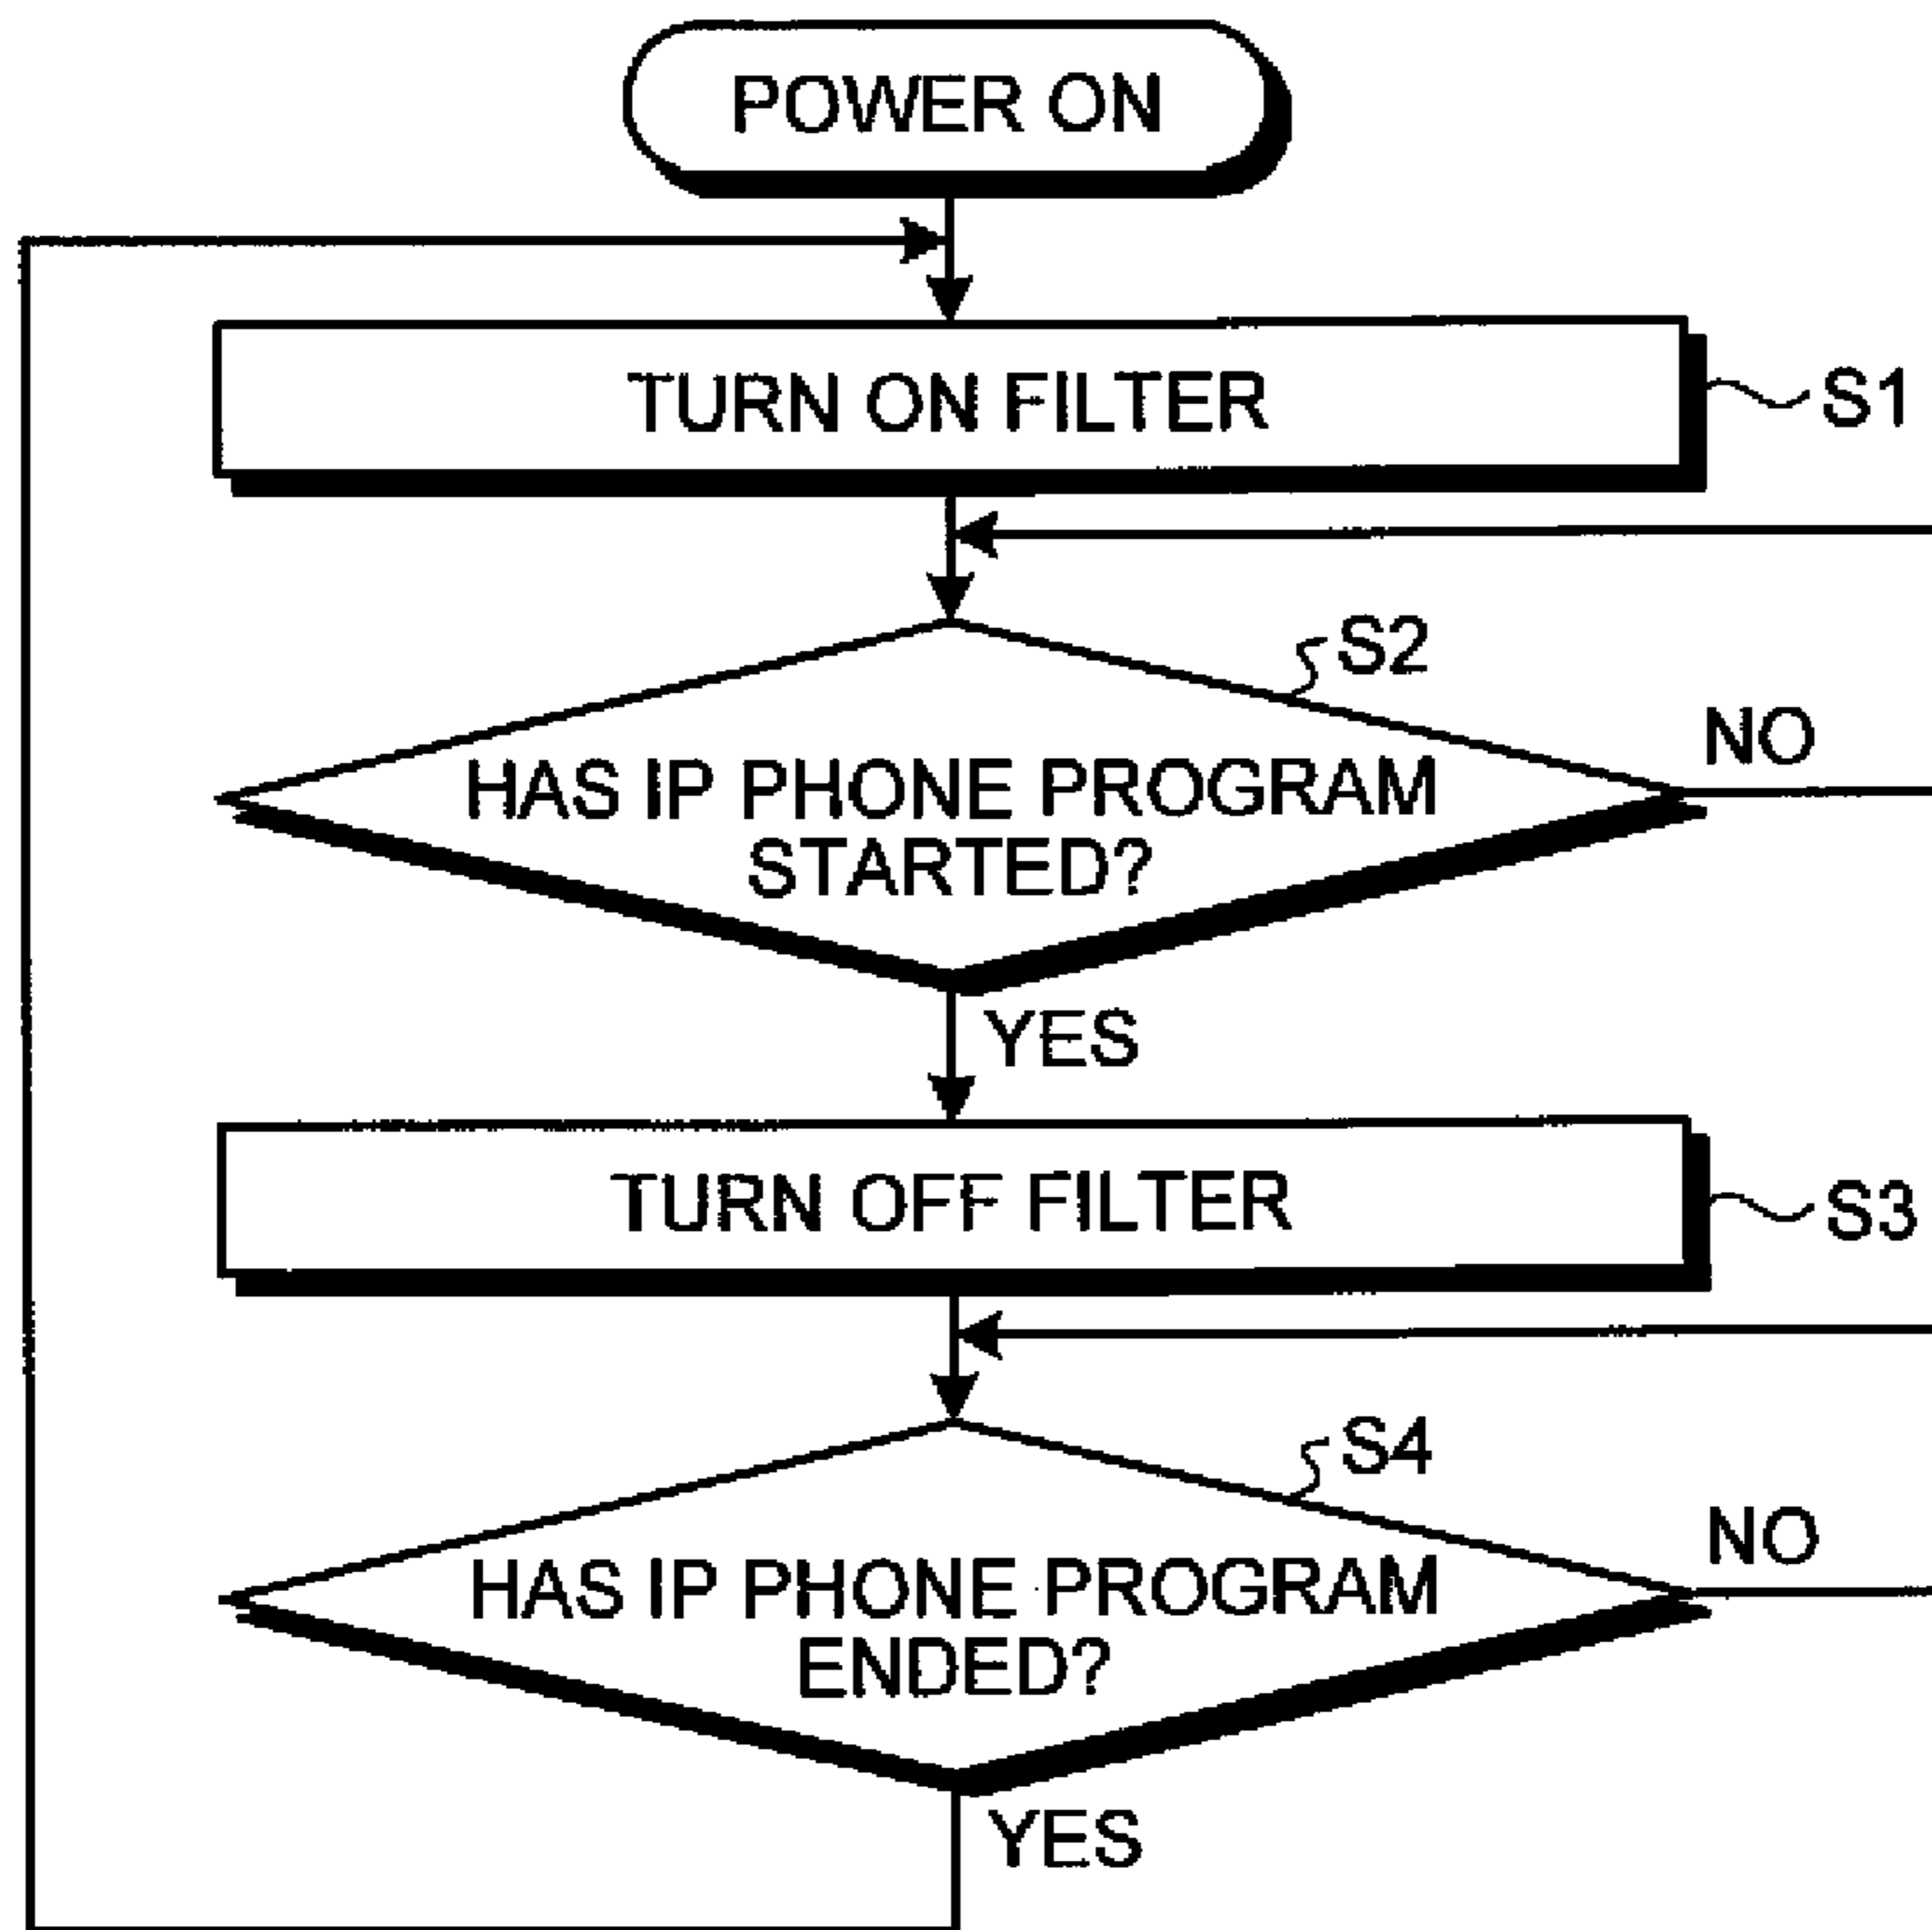 POWER ON
TURN ON FILTER
S1
S2
NO
HAS IP PHONE PROGRAM
STARTED?
YES
TURN OFF FILTER
S3
S4
NO
HAS IP PHONE PROGRAM
ENDED?
YES